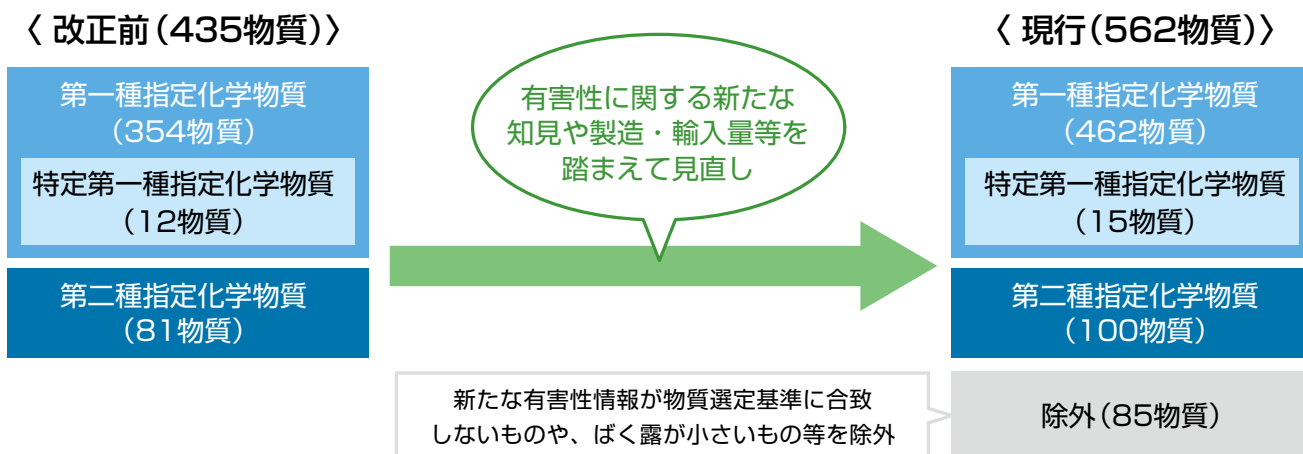 〈 改正前(435物質)〉
第一種指定化学物質
(354物質)
特定第一種指定化学物質
(12物質)
第二種指定化学物質
(81物質)
有害性に関する新たな
知見や製造・輸入量等を
踏まえて見直し
〈 現行(562物質)〉
第一種指定化学物質
(462物質)
特定第一種指定化学物質
(15物質)
第二種指定化学物質
(100物質)
新たな有害性情報が物質選定基準に合致
しないものや、ばく露が小さいもの等を除外
除外(85物質)